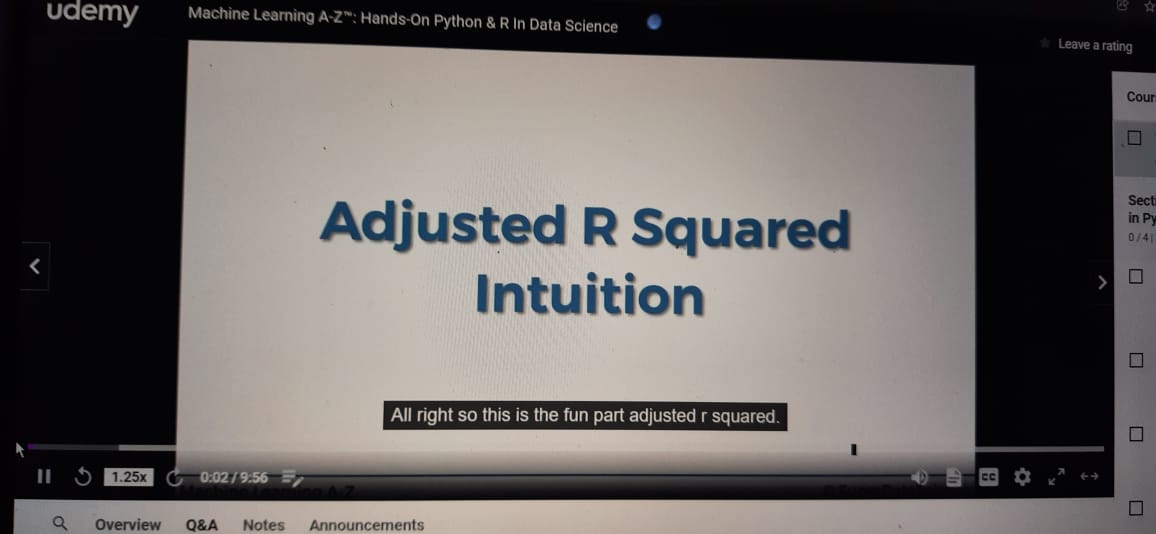 udemy
Machine Learning A-Z™: Hands-On Python & R In Data Science
Leave a rating
Cour
Adjusted R Squared
Intuition
Secti
in Py
0/4|
All right so this is the fun part adjusted r squared.
1.25x
0:02 / 9:56
CC
Overview Q&A Notes Announcements